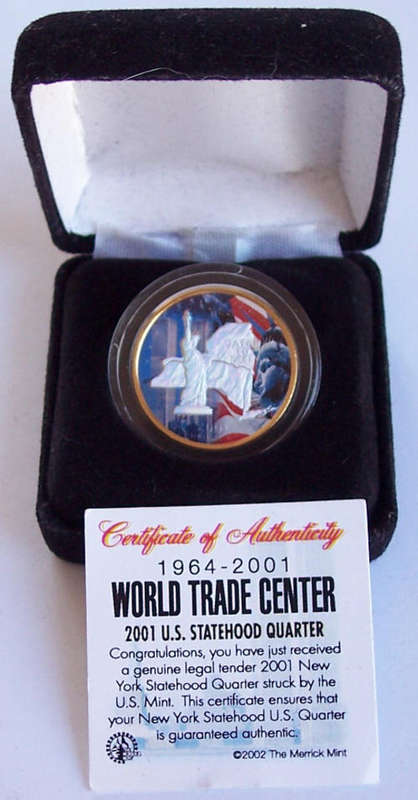 Certificate of Authenticity
1964-2001
WORLD TRADE CENTER
2001 U.S. STATEHOOD QUARTER
Congratulations, you have just received
a genuine legal tender 2001 New
York Statehood Quarter struck by the
U.S. Mint. This certificate ensures that
your New York Statehood U.S. Quarter
is guaranteed authentic.
©2002 The Merrick Mint